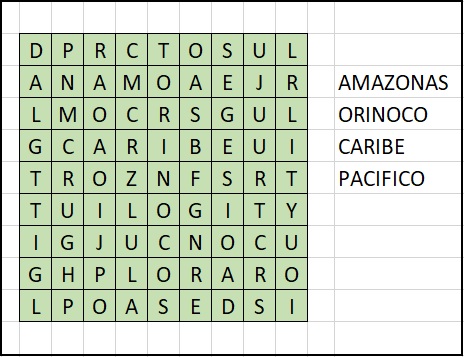 D P R C T O S U L
A N A M O A E J R AMAZONAS
L M O C R S G U L ORINOCO
G C A R I B E U I CARIBE
T R O Z N F S R T PACIFICO
T U I L O G I T Y
I G J U C N O C U
G H P L O R A R O
L P O A S E D S I